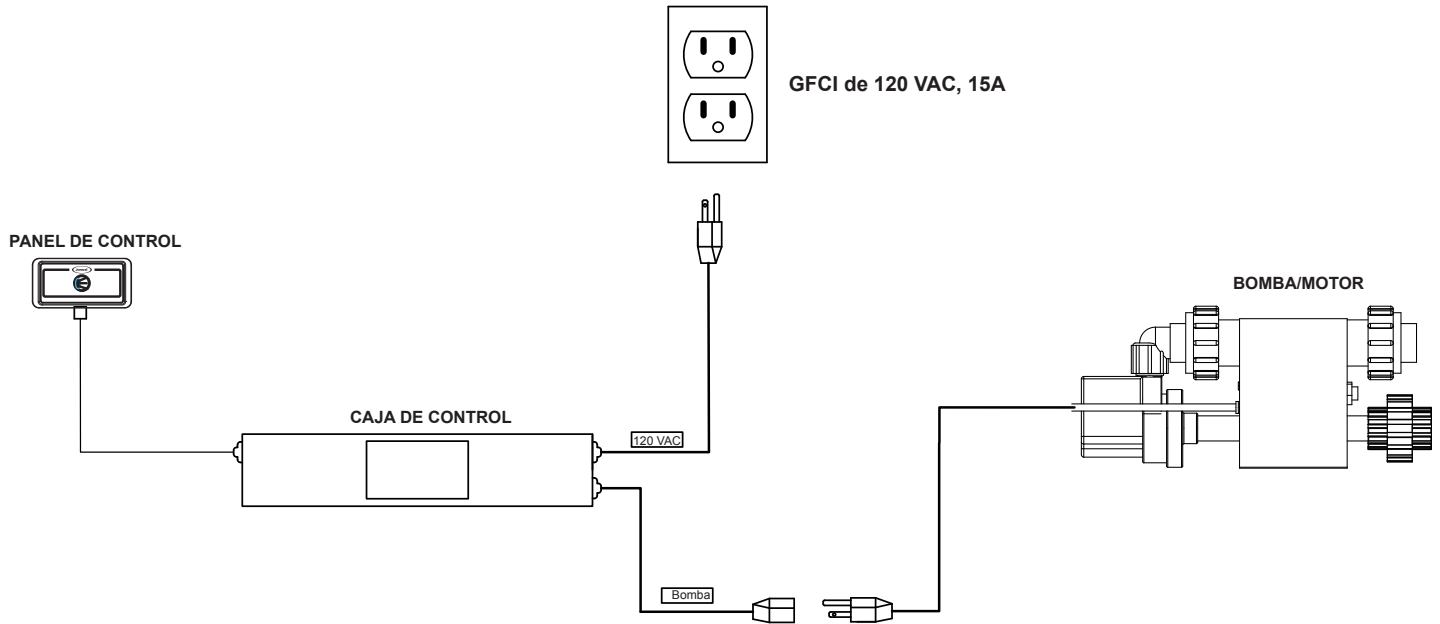 GFCI de 120 VAC, 15A
PANEL DE CONTROL
BOMBA/MOTOR
CAJA DE CONTROL
120 VAC
Bomba